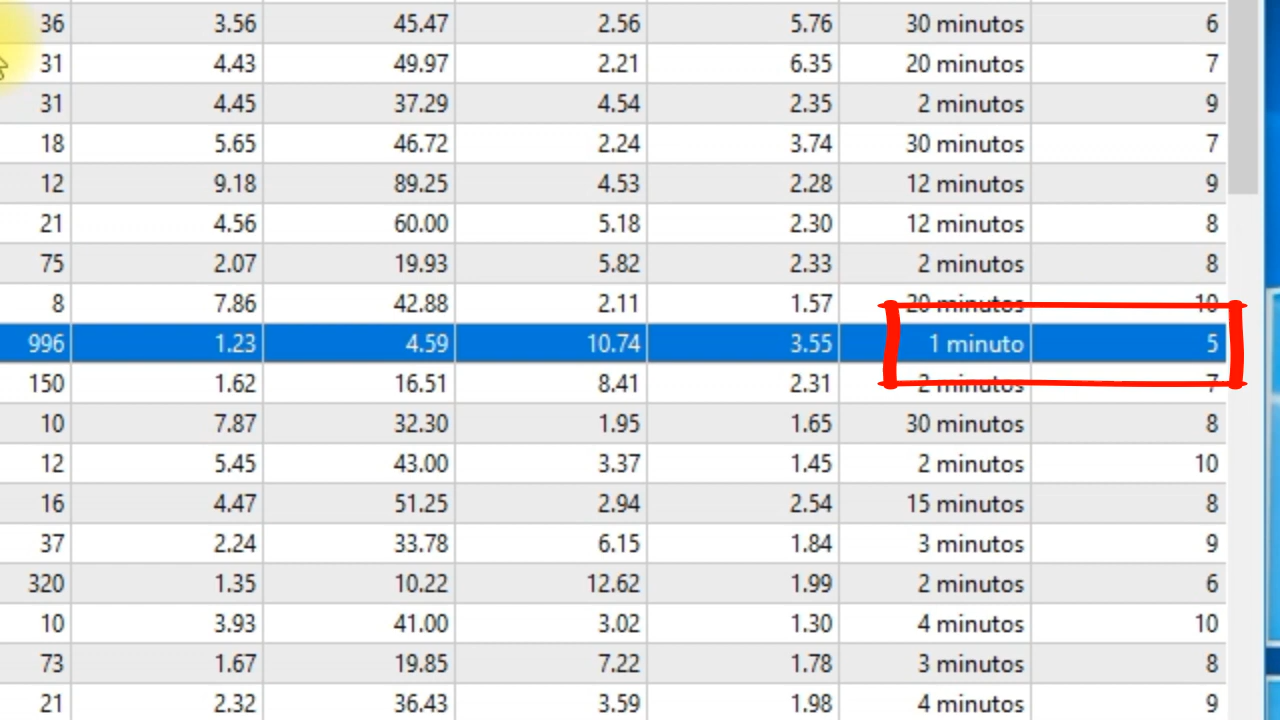 36 3.56 45.47 2.56 5.76 30 minutos 6
31 4.43 49.97 2.21 6.35 20 minutos 7
31 4.45 37.29 4.54 2.35 2 minutos 9
18 5.65 46.72 2.24 3.74 30 minutos 7
12 9.18 89.25 4.53 2.28 12 minutos 9
21 4.56 60.00 5.18 2.30 12 minutos 8
75 2.07 19.93 5.82 2.33 2 minutos 8
8 7.86 42.88 2.11 1.57 20 minutos 10
996 1.23 4.59 10.74 3.55 1 minuto 5
150 1.62 16.51 8.41 2.31 2 minutos 7
10 7.87 32.30 1.95 1.65 30 minutos 8
12 5.45 43.00 3.37 1.45 2 minutos 10
16 4.47 51.25 2.94 2.54 15 minutos 8
37 2.24 33.78 6.15 1.84 3 minutos 9
320 1.35 10.22 12.62 1.99 2 minutos 6
10 3.93 41.00 3.02 1.30 4 minutos 10
73 1.67 19.85 7.22 1.78 3 minutos 8
21 2.32 36.43 3.59 1.98 4 minutos 9